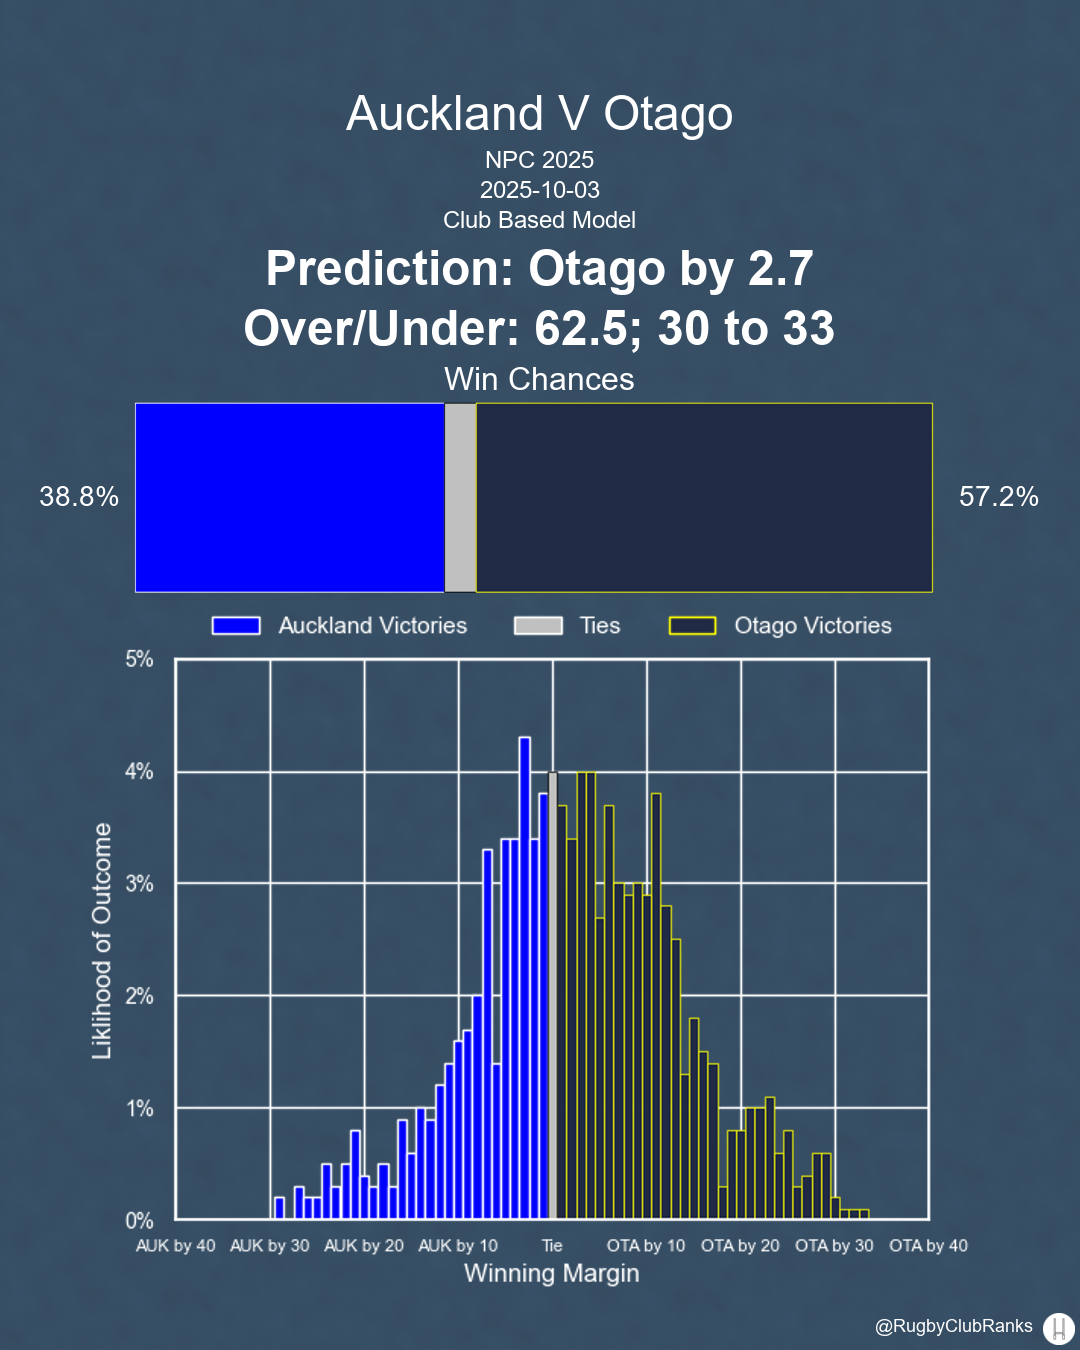 Auckland V Otago
NPC 2025
2025-10-03
Club Based Model
Prediction: Otago by 2.7
Over/Under: 62.5; 30 to 33
Win Chances
38.8%
57.2%
Auckland Victories
Ties
Otago Victories
5%
4%
3%
2%
1%
0%
Liklihood of Outcome
AUK by 40
AUK by 30
AUK by 20
AUK by 10
Tie
OTA by 10
OTA by 20
OTA by 30
OTA by 40
Winning Margin
@RugbyClubRanks